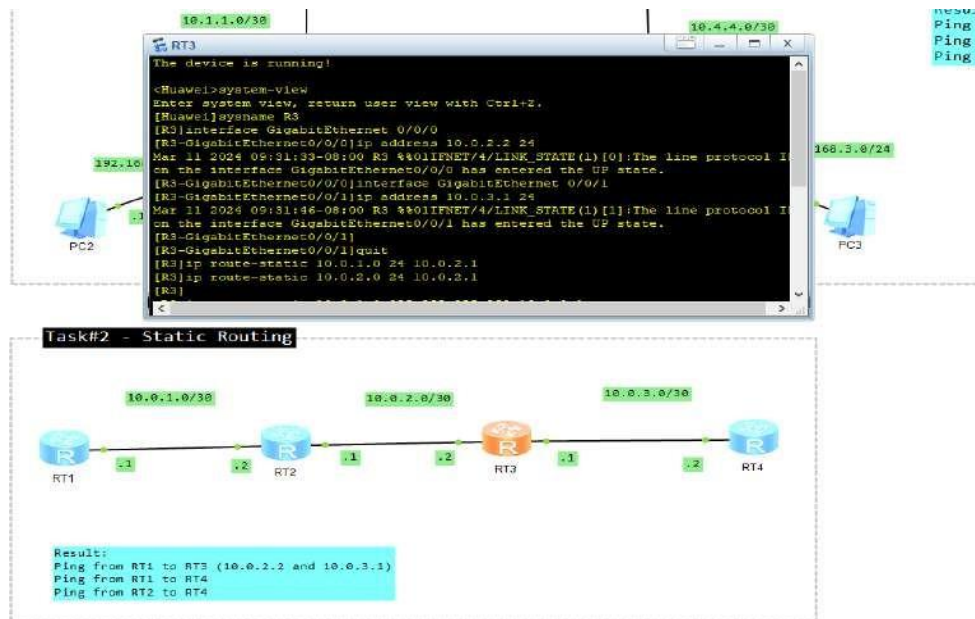 10.1.1.0/30
10.4.4.0/30
Ping
Ping
Ping
RT3
The device is running!
<Huawei>system-view
Enter system view, return user view with Ctrl+Z.
[Huawei]sysname R3
[R3]interface GigabitEthernet 0/0/0
[R3-GigabitEthernet0/0/0]ip address 10.0.2.2 24
Mar 11 2024 09:31:33-08:00 R3 %%01IFNET/4/LINK_STATE(l)[0]:The line protocol I
on the interface GigabitEthernet0/0/0 has entered the UP state.
[R3-GigabitEthernet0/0/0]interface GigabitEthernet 0/0/1
[R3-GigabitEthernet0/0/1]ip address 10.0.3.1 24
Mar 11 2024 09:31:46-08:00 R3 %%01IFNET/4/LINK_STATE(l)[1]:The line protocol I
on the interface GigabitEthernet0/0/1 has entered the UP state.
[R3-GigabitEthernet0/0/1]
[R3-GigabitEthernet0/0/1]quit
[R3]ip route-static 10.0.1.0 24 10.0.2.1
[R3]ip route-static 10.0.2.0 24 10.0.2.1
[R3]
192.16
168.3.0/24
PC2
PC3
Task#2 - Static Routing
10.0.1.0/30
10.0.2.0/30
10.0.3.0/30
.1
.2
.1
.2
.1
.2
RT1
RT2
RT3
RT4
Result:
Ping from RT1 to RT3 (10.0.2.2 and 10.0.3.1)
Ping from RT1 to RT4
Ping from RT2 to RT4